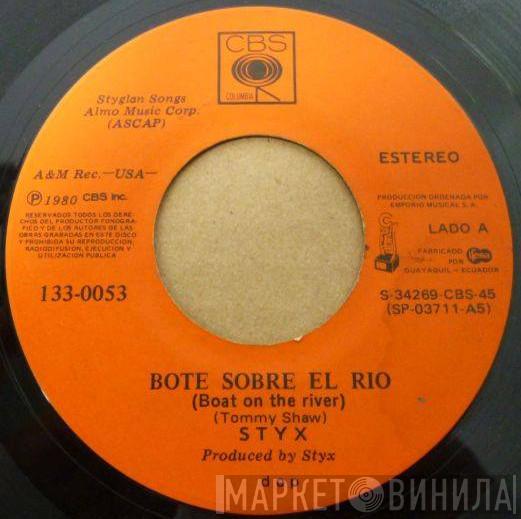 CBS
COLUMBIA
Styglan Songs
Almo Music Corp.
(ASCAP)
ESTEREO
A&M Rec.—USA—
Ⓟ 1980 CBS Inc.
RESERVADOS TODOS LOS DERE-
CHOS DEL PRODUCTOR FONOGRA-
FICO Y DE LOS AUTORES DE LAS
OBRAS GRABADAS EN ESTE DISCO
Y PROHIBIDA SU REPRODUCCION,
RADIODIFUSION, EJECUCION Y
UTILIZACION PUBLICA
PRODUCCION ORDENADA POR
EMPORIO MUSICAL S.A.
LADO A
FABRICADO
POR
GUAYAQUIL - ECUADOR
133-0053
S-34269-CBS-45
(SP-03711-A5)
BOTE SOBRE EL RIO
(Boat on the river)
(Tommy Shaw)
STYX
Produced by Styx
МАРКЕТ ВИНИЛА